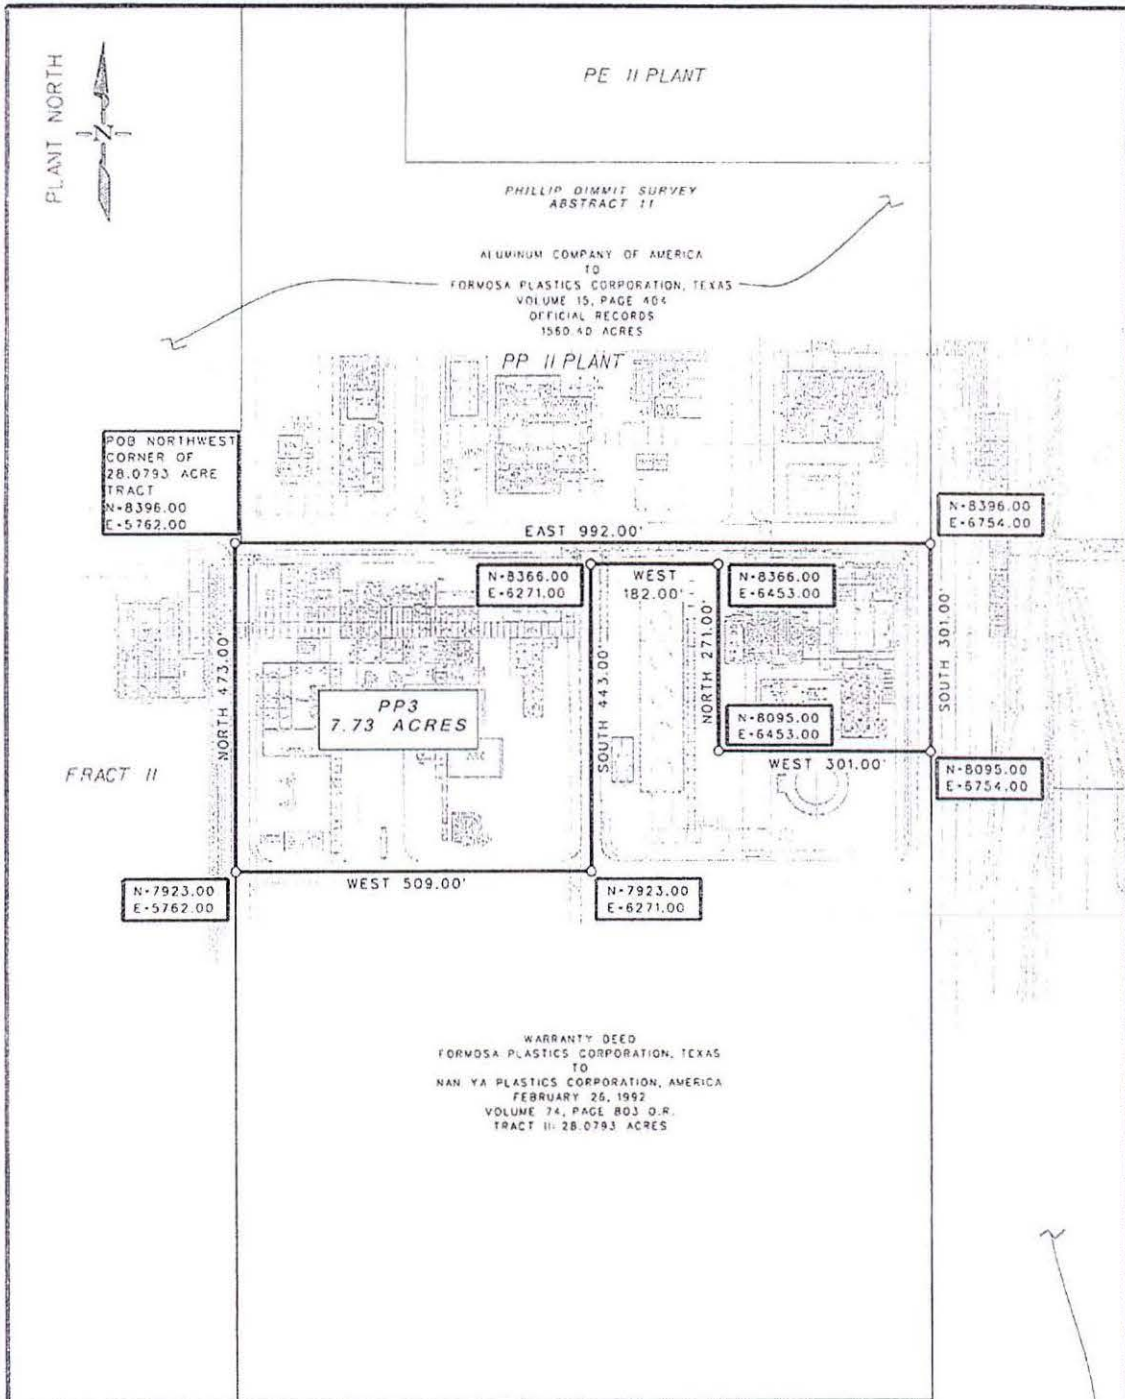 PLANT NORTH
N
PE II PLANT
PHILLIP DIMMIT SURVEY
ABSTRACT II
ALUMINUM COMPANY OF AMERICA
TO
FORMOSA PLASTICS CORPORATION, TEXAS
VOLUME 15, PAGE 404
OFFICIAL RECORDS
1560.40 ACRES
PP II PLANT
POB NORTHWEST
CORNER OF
28.0793 ACRE
TRACT
N=8396.00
E=5762.00
N=8396.00
E=6754.00
EAST 992.00'
N=8366.00
E=6271.00
WEST
182.00'
N=8366.00
E=6453.00
NORTH 473.00'
SOUTH 443.00'
NORTH 271.00'
SOUTH 301.00'
PP3
7.73 ACRES
N=8095.00
E=6453.00
WEST 301.00'
N=8095.00
E=6754.00
FRACT II
WEST 509.00'
N=7923.00
E=5762.00
N=7923.00
E=6271.00
WARRANTY DEED
FORMOSA PLASTICS CORPORATION, TEXAS
TO
NAN YA PLASTICS CORPORATION, AMERICA
FEBRUARY 26, 1992
VOLUME 74, PAGE 803 O.R.
TRACT II: 28.0793 ACRES